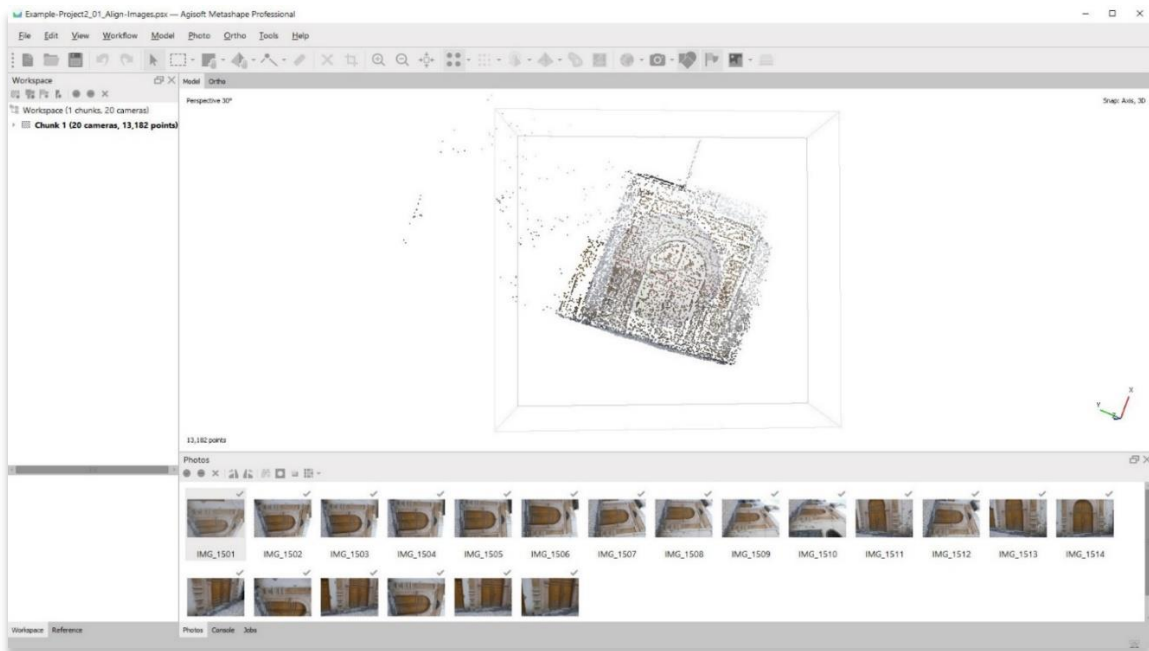 Example-Project2_01_Align-Images.psx — Agisoft Metashape Professional
File Edit View Workflow Model Photo Ortho Tools Help
Workspace
Model Ortho
Perspective 30°
Snap: Axis, 3D
Workspace (1 chunks, 20 cameras)
Chunk 1 (20 cameras, 13,182 points)
X
Y
13,182 points
Photos
IMG_1501 IMG_1502 IMG_1503 IMG_1504 IMG_1505 IMG_1506 IMG_1507 IMG_1508 IMG_1509 IMG_1510 IMG_1511 IMG_1512 IMG_1513 IMG_1514
Workspace Reference
Photos Console Jobs